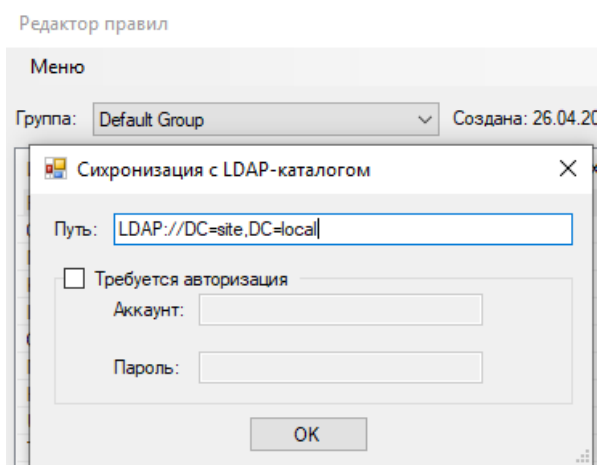 Редактор правил
Меню
Группа: Default Group Создана: 26.04.20
Сихронизация с LDAP-каталогом
Путь: LDAP://DC=site,DC=local
Требуется авторизация
Аккаунт:
Пароль:
OK